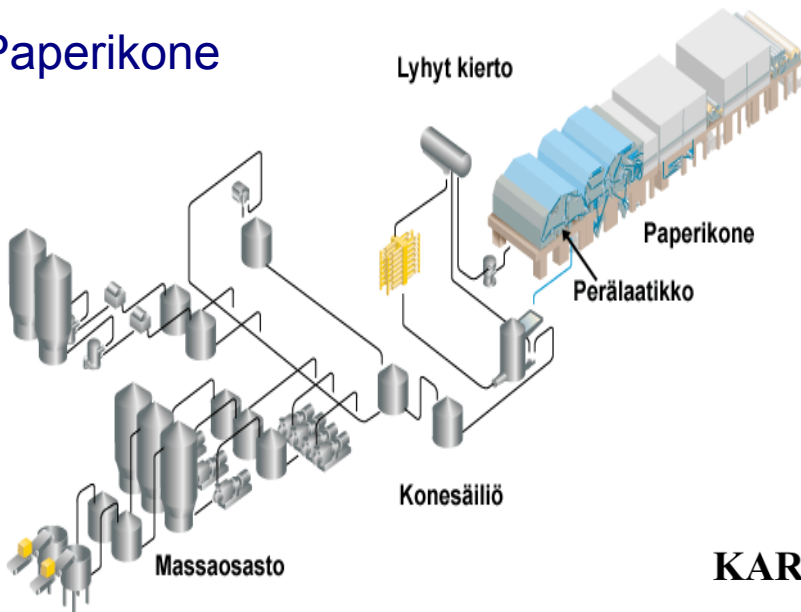 Paperikone
Lyhyt kierto
Paperikone
Perälaatikko
Konesäiliö
Massaosasto
KAR